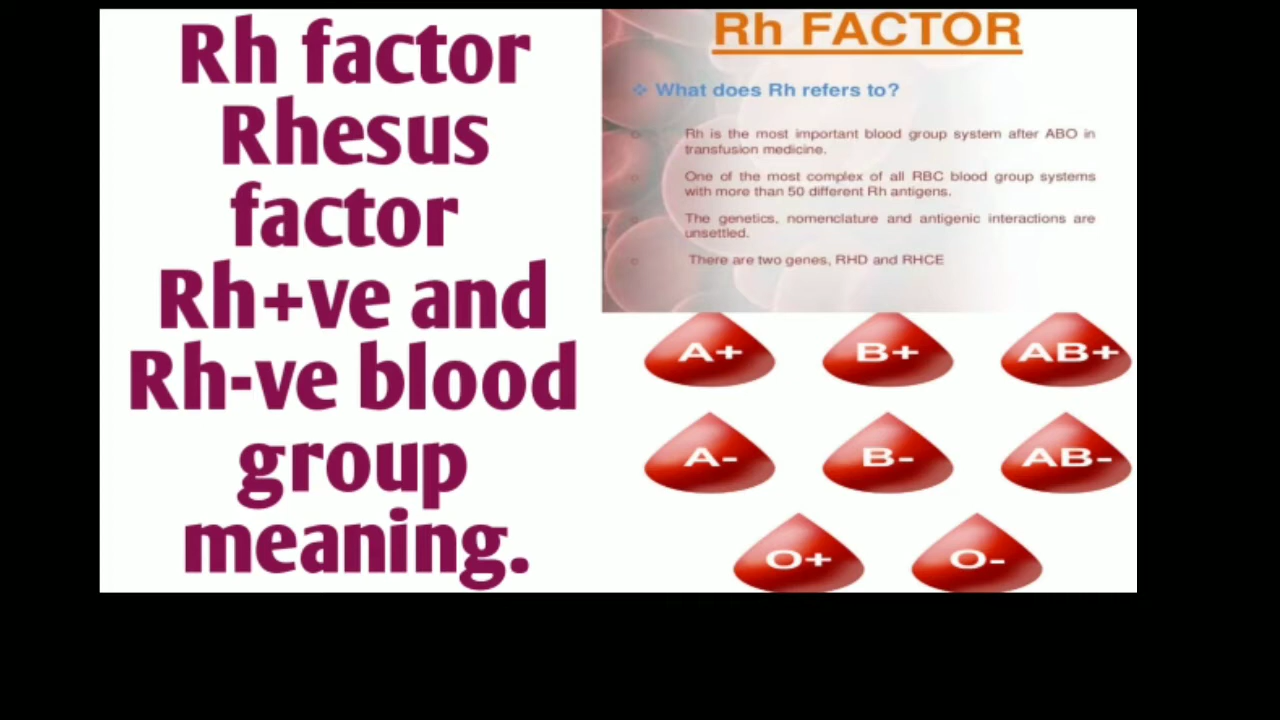 Rh factor
Rhesus
factor
Rh+ve and
Rh-ve blood
group
meaning.
Rh FACTOR
What does Rh refers to?
Rh is the most important blood group system after ABO in
transfusion medicine.
One of the most complex of all RBC blood group systems
with more than 50 different Rh antigens.
The genetics, nomenclature and antigenic interactions are
unsettled.
There are two genes, RHD and RHCE
A+ B+ AB+
A- B- AB-
O+ O-